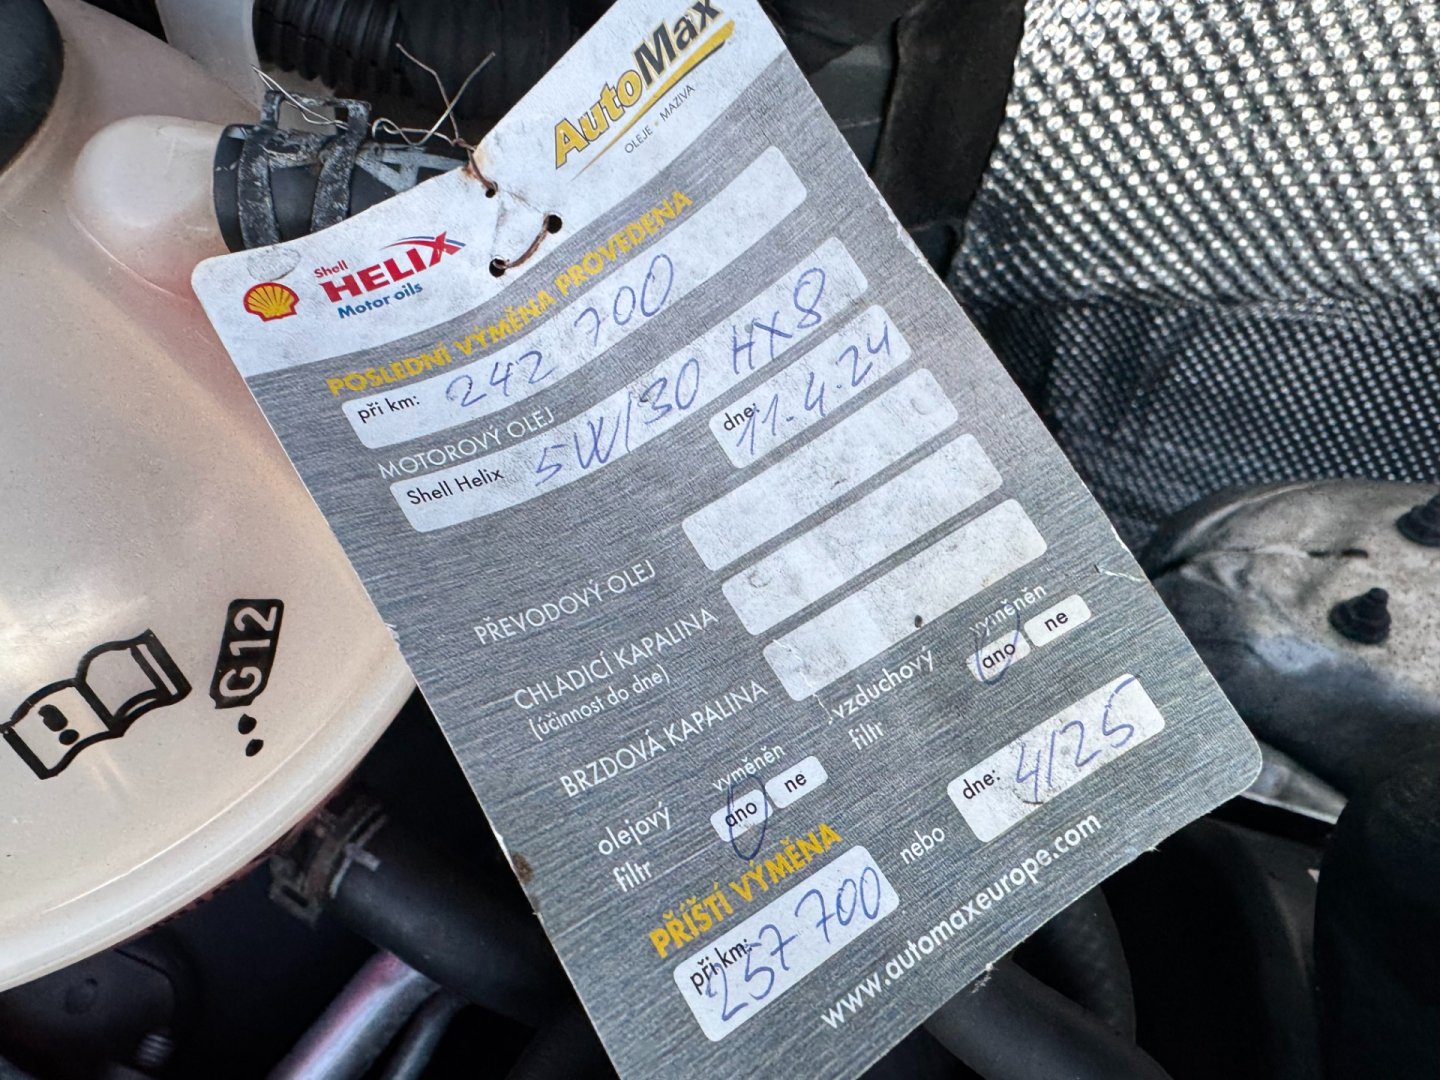 AutoMax
OLEJE • MAZIVA
Shell
HELIX
Motor oils
POSLEDNÍ VÝMĚNA PROVEDENA
při km: 242 700
MOTOROVÝ OLEJ
Shell Helix 5W/30 HX8
dne: 11.4.24
PŘEVODOVÝ OLEJ
CHLADICÍ KAPALINA
(účinnost do dne)
BRZDOVÁ KAPALINA
olejový filtr
vyměněn
ano ne
vzduchový filtr
vyměněn
ano ne
PŘÍŠTÍ VÝMĚNA
při km: 257 700
nebo
dne: 4/25
www.automaxeurope.com
G12